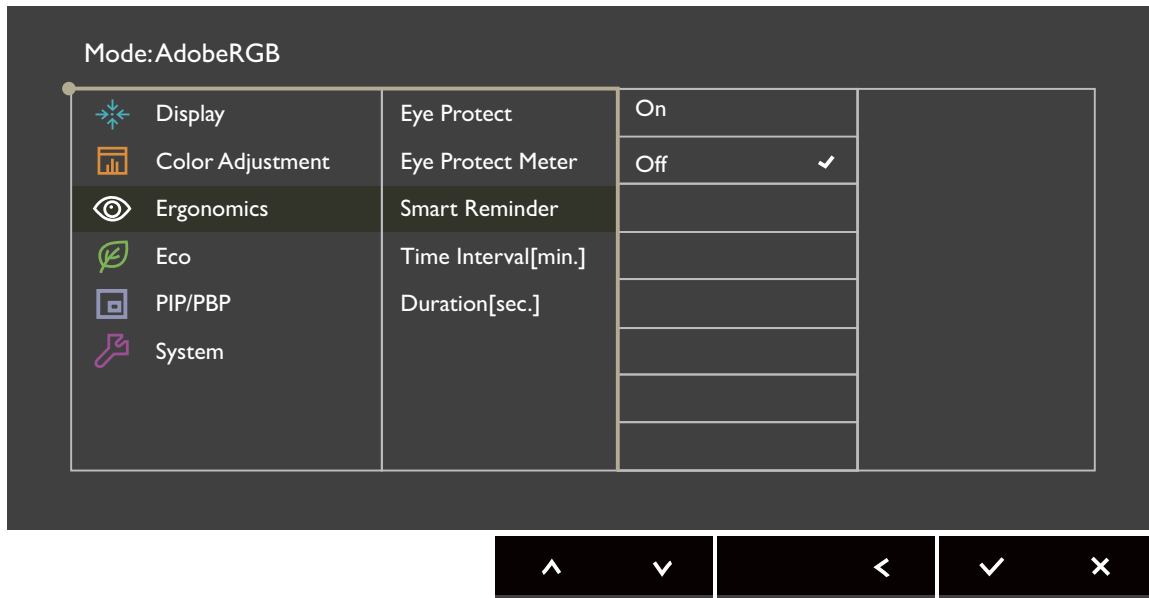 Mode: AdobeRGB
Display
Color Adjustment
Ergonomics
Eco
PIP/PBP
System
Eye Protect
Eye Protect Meter
Smart Reminder
Time Interval[min.]
Duration[sec.]
On
Off